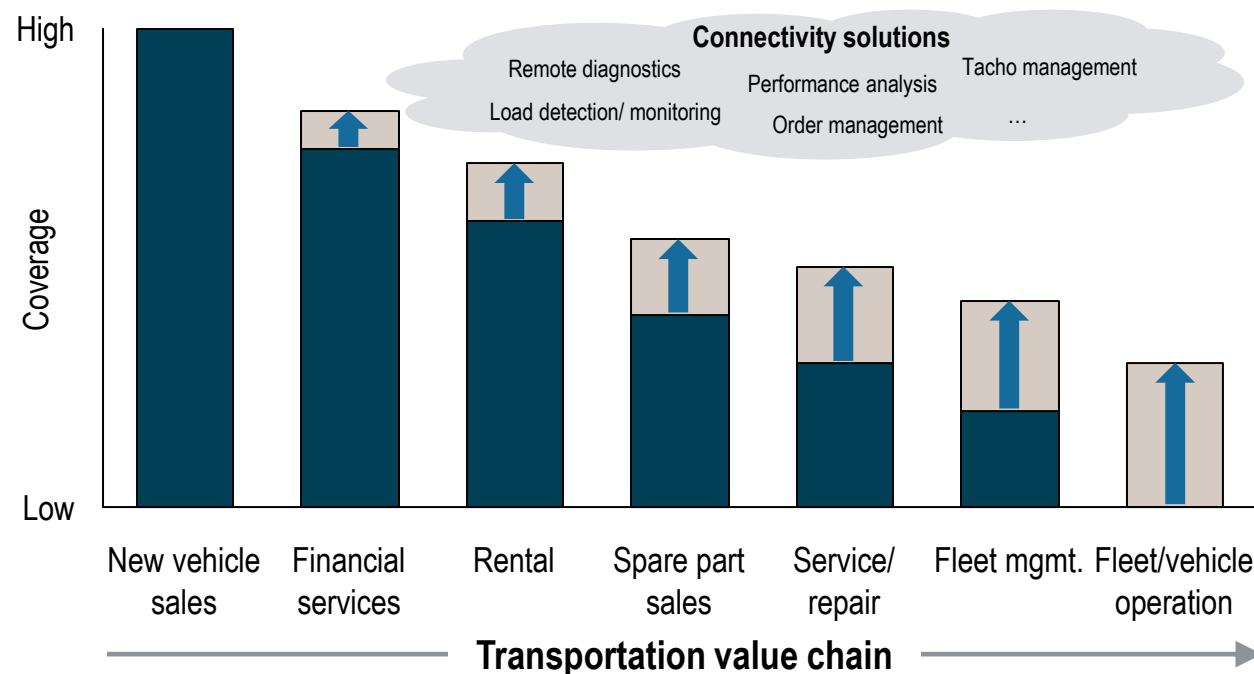 High
Connectivity solutions
Remote diagnostics
Performance analysis
Tacho management
Load detection/ monitoring
Order management
...
Coverage
Low
New vehicle
sales
Financial
services
Rental
Spare part
sales
Service/
repair
Fleet mgmt.
Fleet/vehicle
operation
Transportation value chain